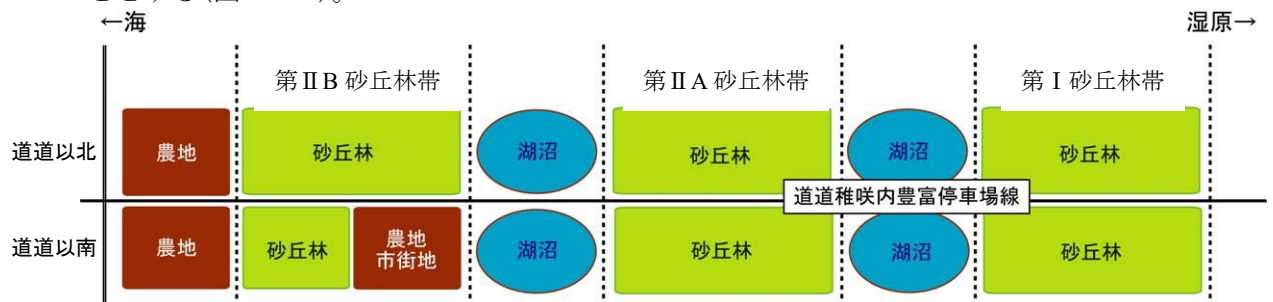 ←海
湿原→
第ⅡB 砂丘林帯
第ⅡA 砂丘林帯
第Ⅰ砂丘林帯
道道以北
農地
砂丘林
湖沼
砂丘林
湖沼
砂丘林
道道稚咲内豊富停車場線
道道以南
農地
砂丘林
農地
市街地
湖沼
砂丘林
湖沼
砂丘林